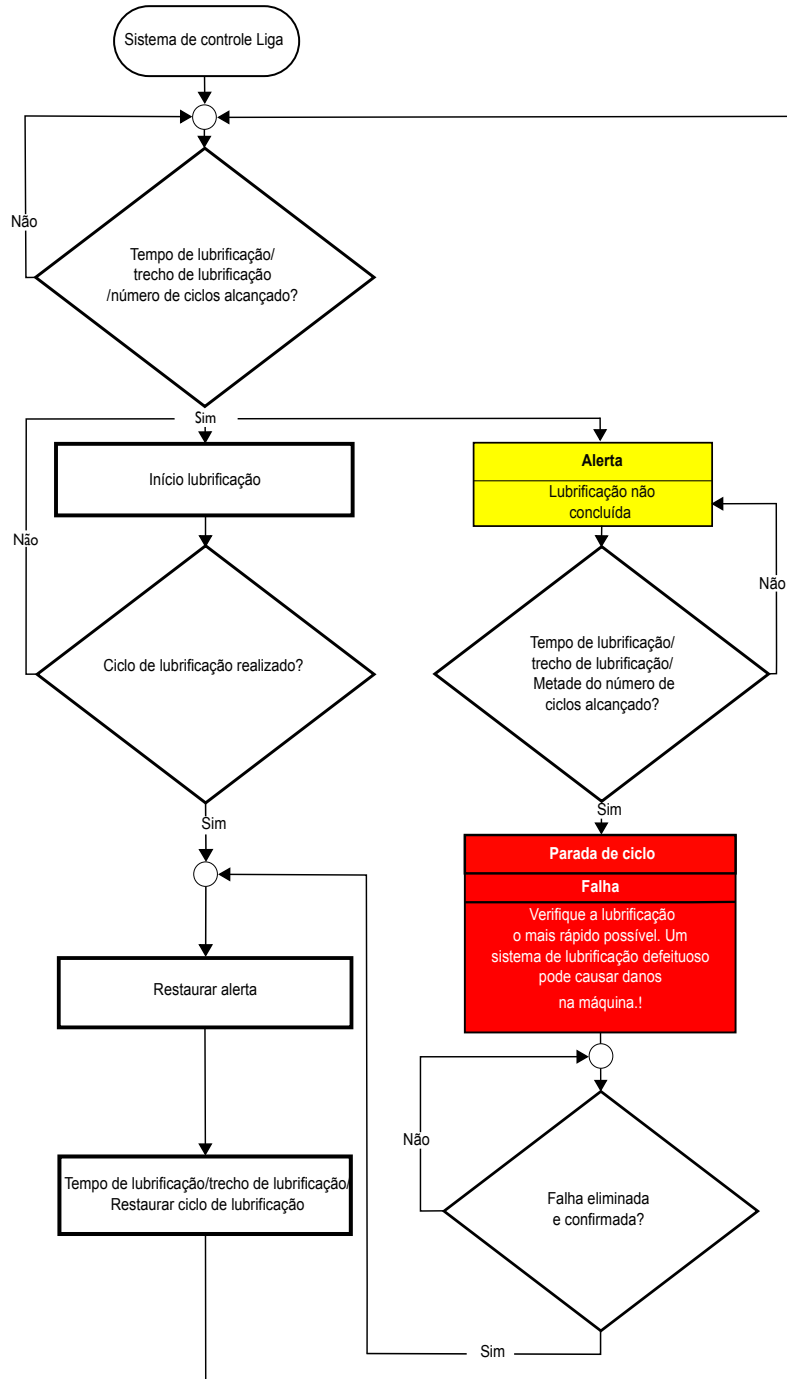 Sistema de controle Liga
Não
Tempo de lubrificação/
trecho de lubrificação
/número de ciclos alcançado?
Sim
Início lubrificação
Não
Ciclo de lubrificação realizado?
Sim
Restaurar alerta
Tempo de lubrificação/trecho de lubrificação/
Restaurar ciclo de lubrificação
Alerta
Lubrificação não
concluída
Não
Tempo de lubrificação/
trecho de lubrificação/
Metade do número de
ciclos alcançado?
Sim
Parada de ciclo
Falha
Verifique a lubrificação
o mais rápido possível. Um
sistema de lubrificação defeituoso
pode causar danos
na máquina.!
Não
Falha eliminada
e confirmada?
Sim